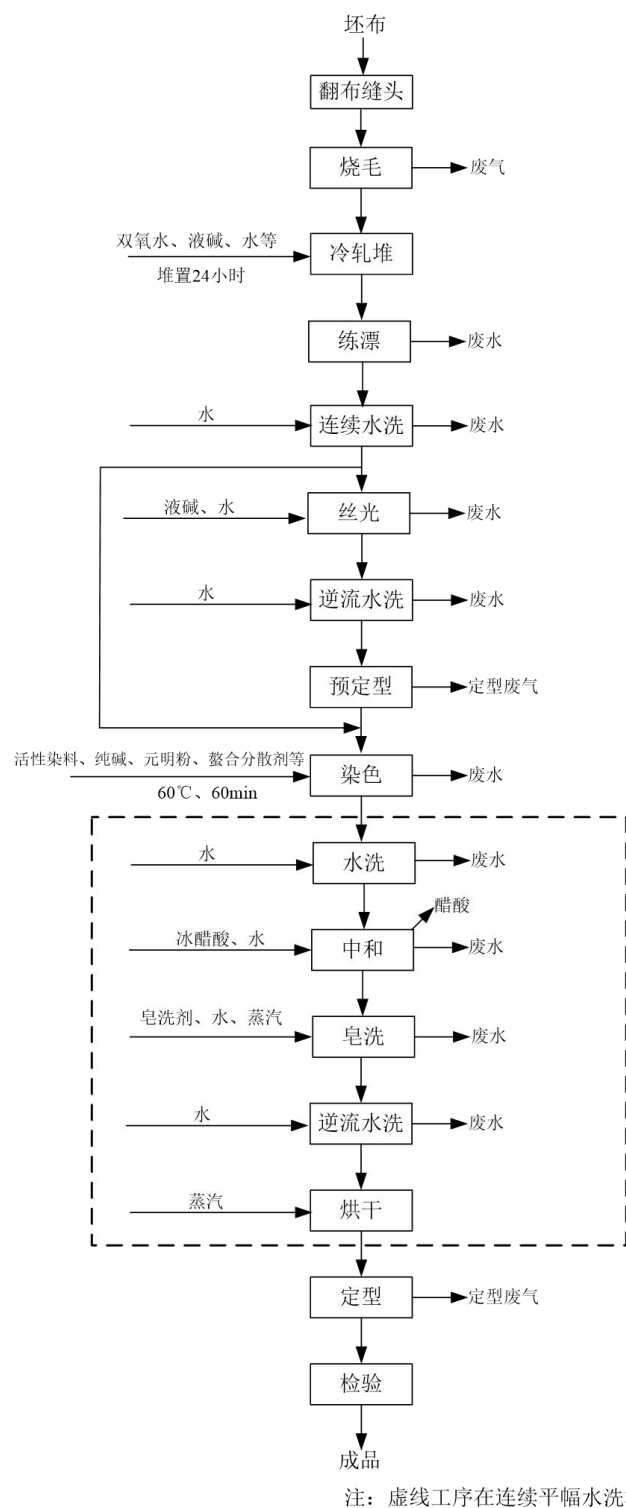 坯布
翻布缝头
烧毛
废气
双氧水、液碱、水等
堆置24小时
冷轧堆
练漂
废水
水
连续水洗
废水
液碱、水
丝光
废水
水
逆流水洗
废水
预定型
定型废气
活性染料、纯碱、元明粉、螯合分散剂等
60℃、60min
染色
废水
水
水洗
废水
醋酸
冰醋酸、水
中和
废水
皂洗剂、水、蒸汽
皂洗
废水
水
逆流水洗
废水
蒸汽
烘干
定型
定型废气
检验
成品
注：虚线工序在连续平幅水洗